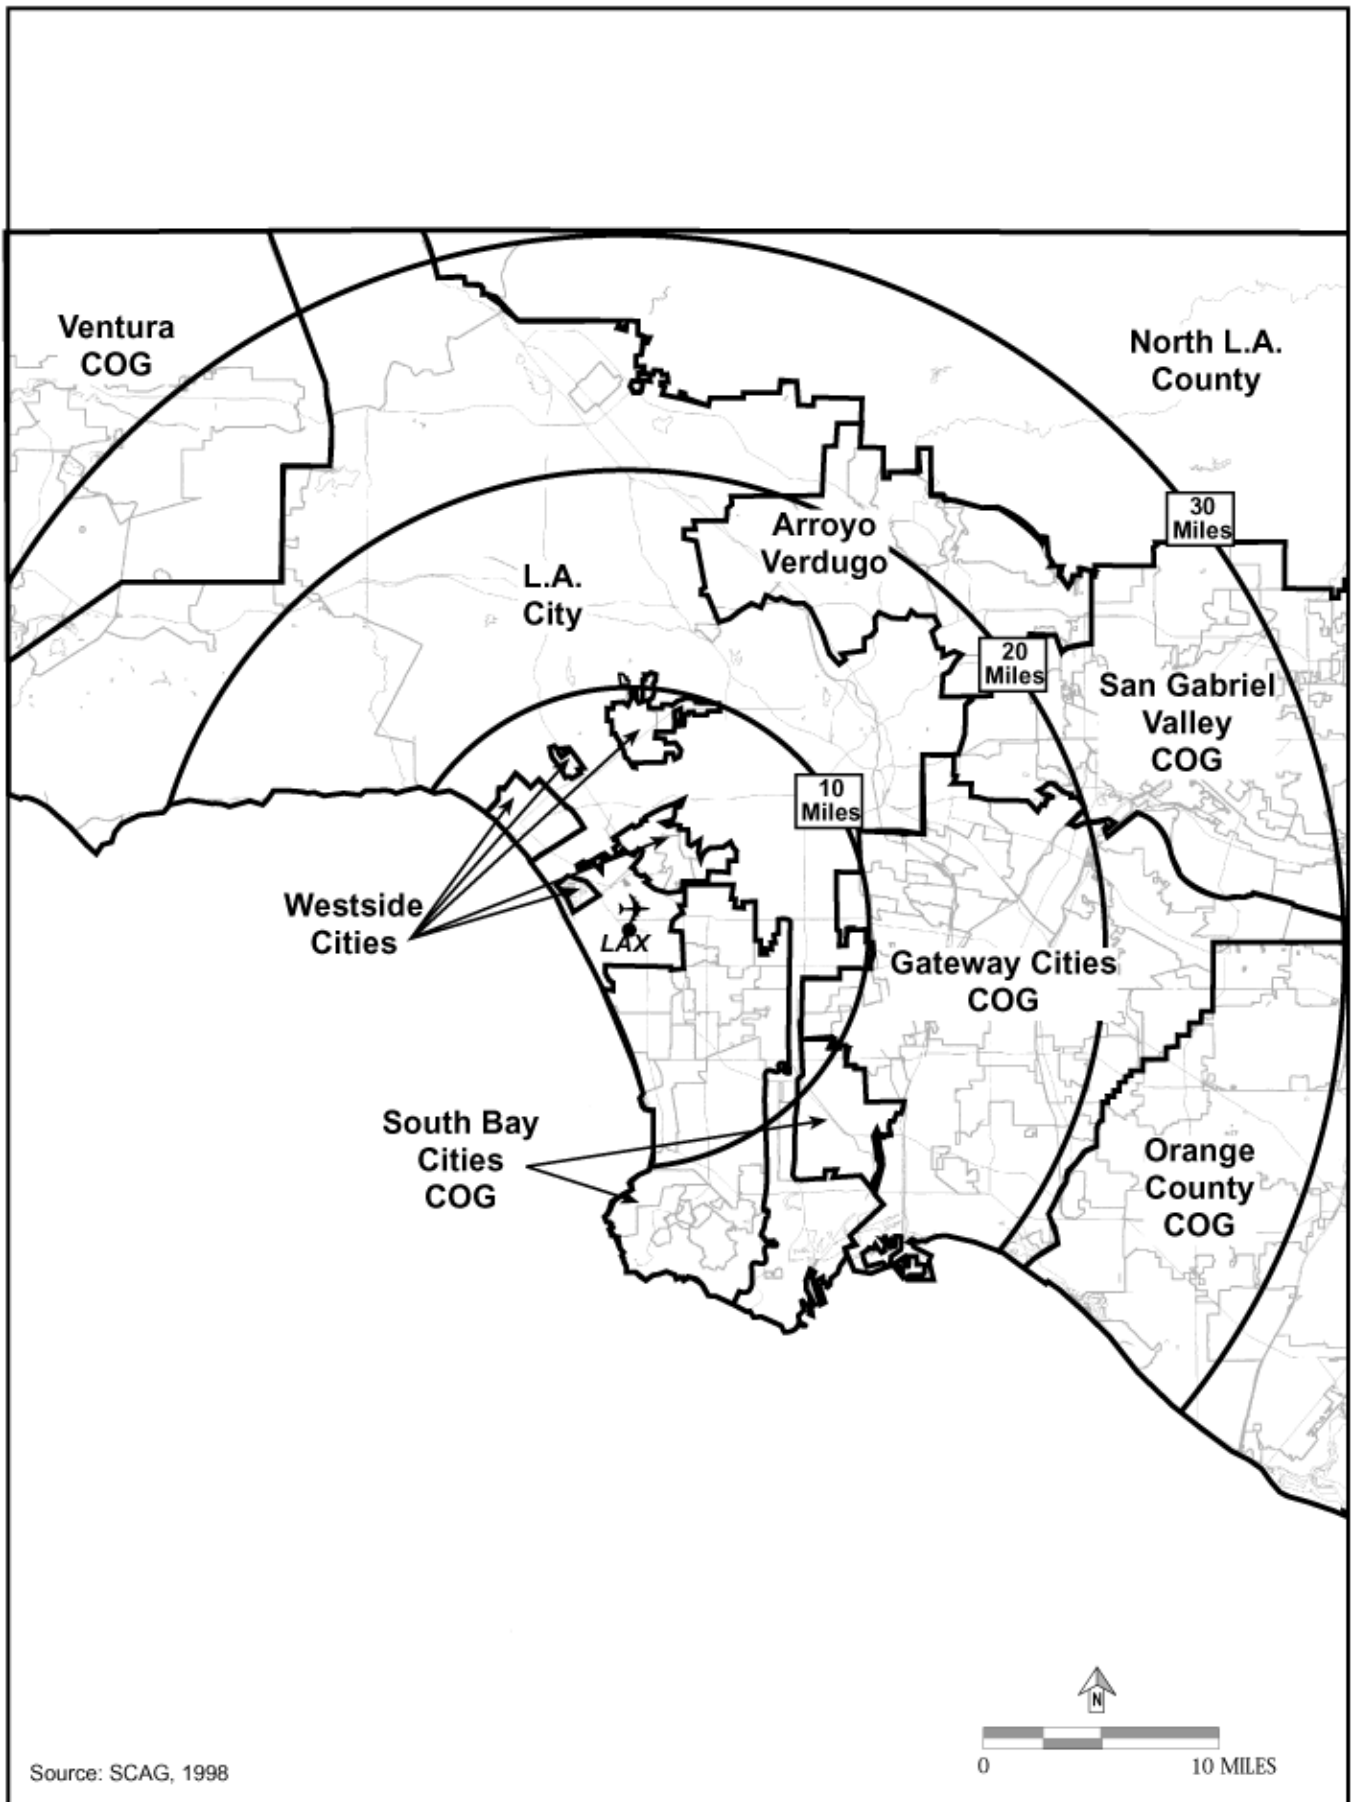 Ventura
COG
North L.A.
County
30
Miles
Arroyo
Verdugo
L.A.
City
20
Miles
San Gabriel
Valley
COG
10
Miles
Westside
Cities
LAX
Gateway Cities
COG
South Bay
Cities
COG
Orange
County
COG
N
0
10 MILES
Source: SCAG, 1998